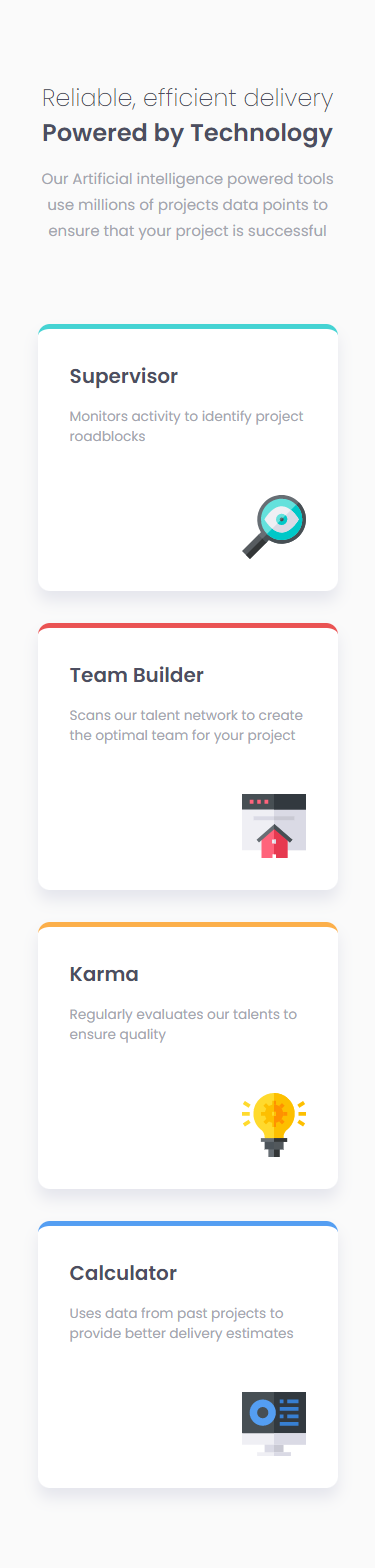 Reliable, efficient delivery
Powered by Technology
Our Artificial intelligence powered tools
use millions of projects data points to
ensure that your project is successful
Supervisor
Monitors activity to identify project
roadblocks
Team Builder
Scans our talent network to create
the optimal team for your project
Karma
Regularly evaluates our talents to
ensure quality
Calculator
Uses data from past projects to
provide better delivery estimates